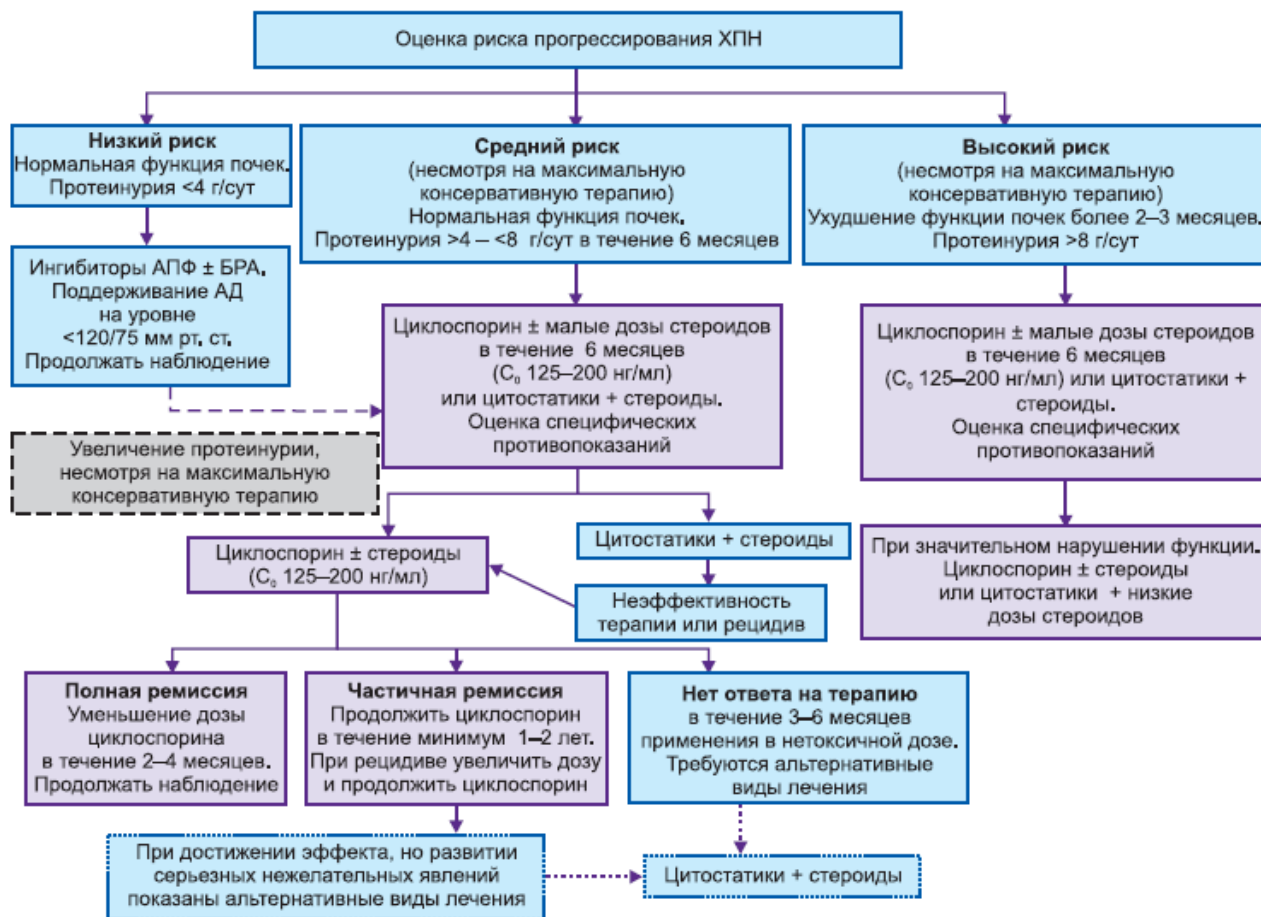 Оценка риска прогрессирования ХПН
Низкий риск
Нормальная функция почек.
Протеинурия <4 г/сут
Средний риск
(несмотря на максимальную
консервативную терапию)
Нормальная функция почек.
Протеинурия >4 – <8 г/сут в течение 6 месяцев
Высокий риск
(несмотря на максимальную
консервативную терапию)
Ухудшение функции почек более 2–3 месяцев.
Протеинурия >8 г/сут
Ингибиторы АПФ ± БРА.
Поддерживание АД
на уровне
<120/75 мм рт. ст.
Продолжать наблюдение
Циклоспорин ± малые дозы стероидов
в течение 6 месяцев
(C₀ 125–200 нг/мл)
или цитостатики + стероиды.
Оценка специфических
противопоказаний
Циклоспорин ± малые дозы стероидов
в течение 6 месяцев
(C₀ 125–200 нг/мл) или цитостатики +
стероиды.
Оценка специфических
противопоказаний
Увеличение протеинурии,
несмотря на максимальную
консервативную терапию
Циклоспорин ± стероиды
(C₀ 125–200 нг/мл)
Цитостатики + стероиды
Неэффективность
терапии или рецидив
При значительном нарушении функции.
Циклоспорин ± стероиды
или цитостатики + низкие
дозы стероидов
Полная ремиссия
Уменьшение дозы
циклоспорина
в течение 2–4 месяцев.
Продолжать наблюдение
Частичная ремиссия
Продолжить циклоспорин
в течение минимум 1–2 лет.
При рецидиве увеличить дозу
и продолжить циклоспорин
Нет ответа на терапию
в течение 3–6 месяцев
применения в нетоксичной дозе.
Требуются альтернативные
виды лечения
При достижении эффекта, но развитии
серьезных нежелательных явлений
показаны альтернативные виды лечения
Цитостатики + стероиды